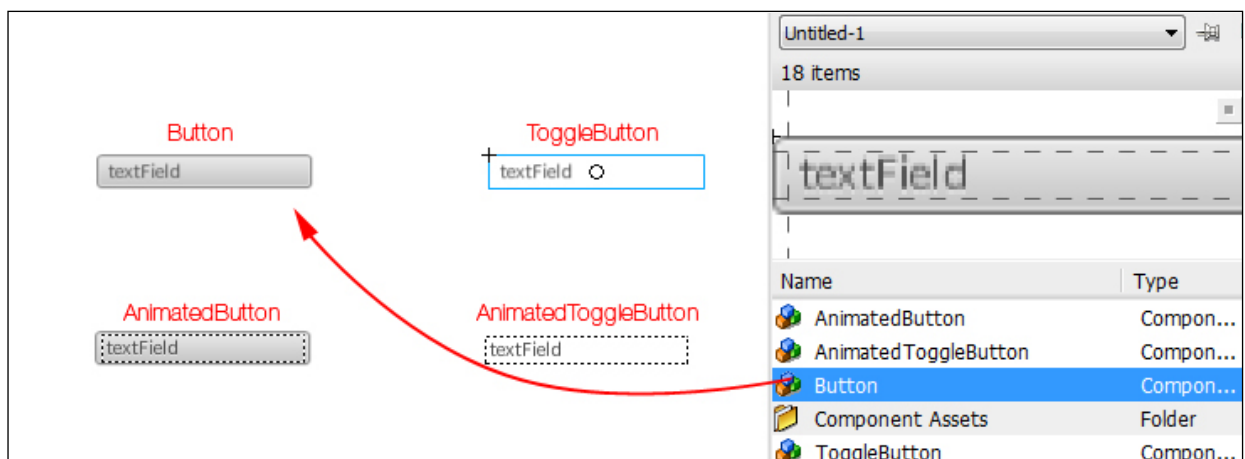 Button
textField
ToggleButton
textField
AnimatedButton
textField
AnimatedToggleButton
textField
Untitled-1
18 items
textField
Name Type
AnimatedButton Compon...
AnimatedToggleButton Compon...
Button Compon...
Component Assets Folder
ToggleButton Compon...